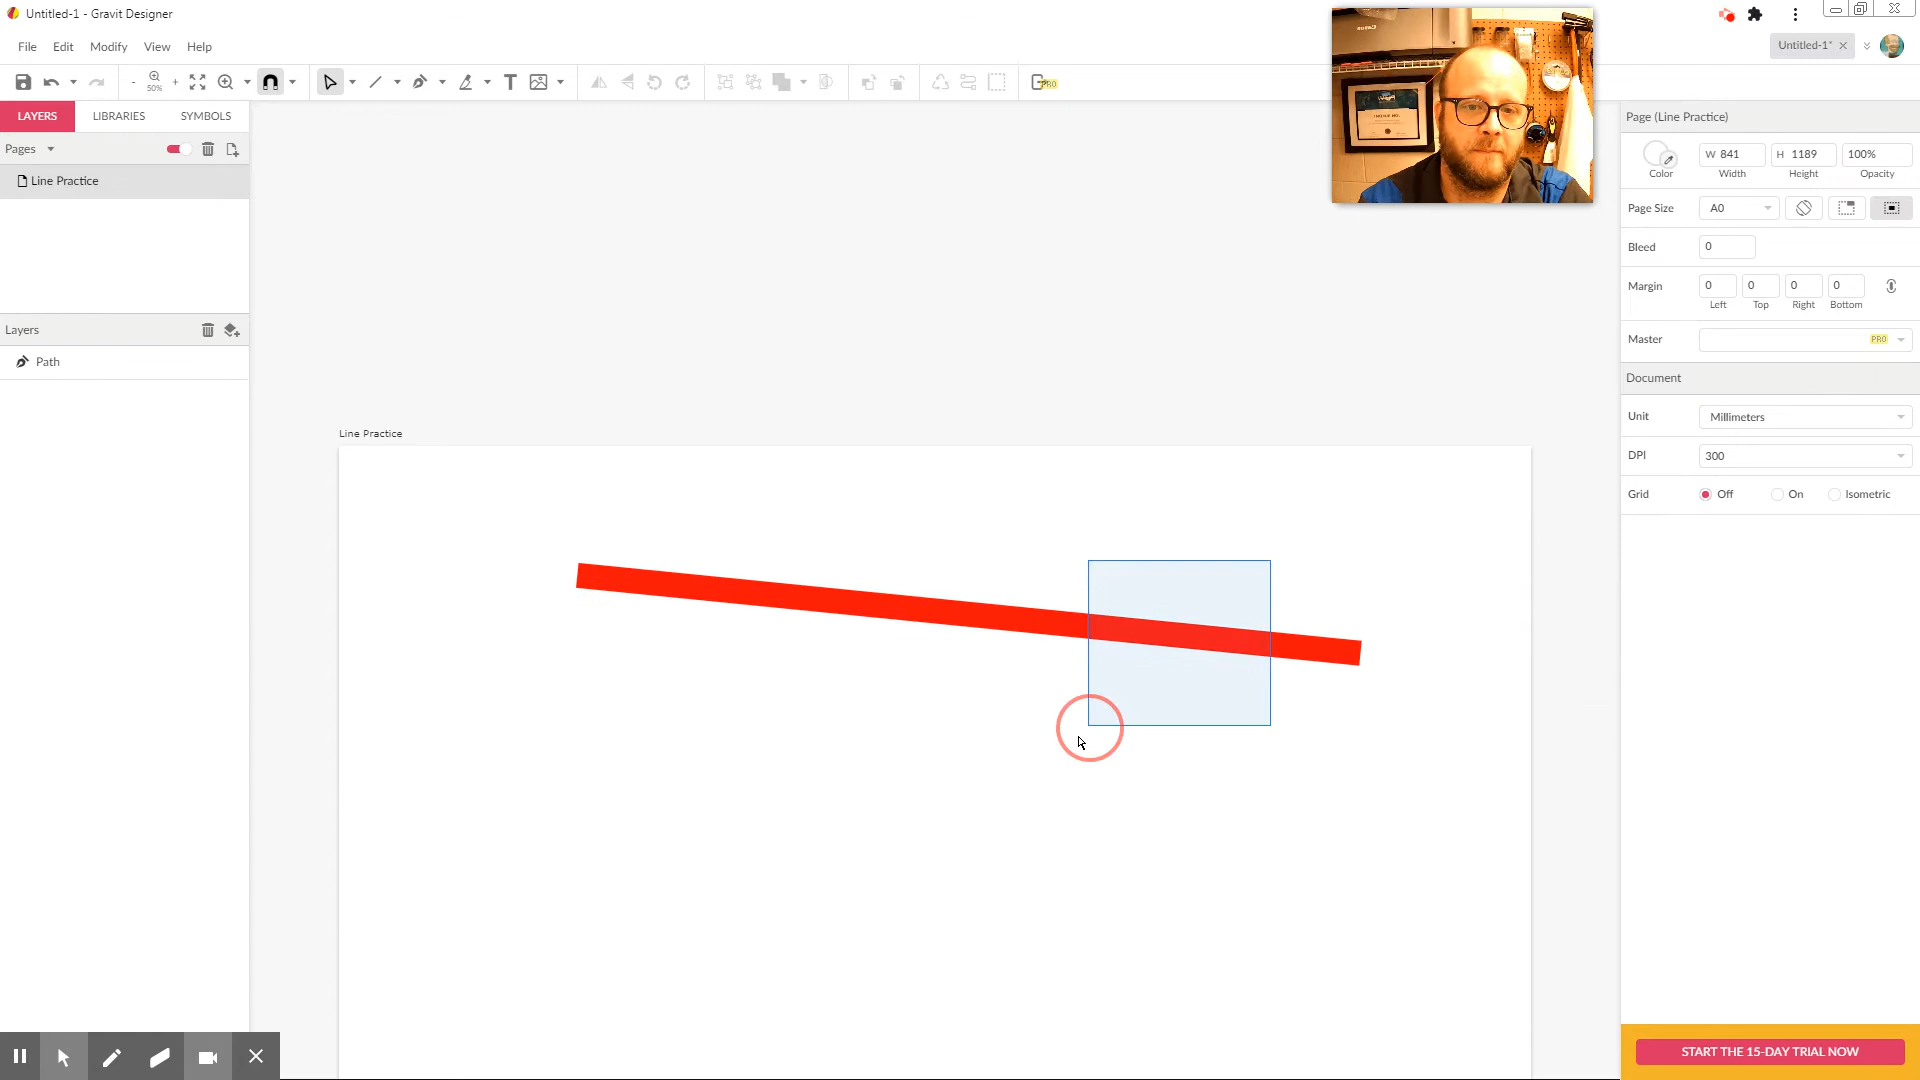 Untitled-1 - Gravit Designer
File Edit Modify View Help
Untitled-1*
50%
PRO
LAYERS LIBRARIES SYMBOLS
Pages
Line Practice
Layers
Path
Line Practice
Page (Line Practice)
W 841 H 1189 100%
Color Width Height Opacity
Page Size A0
Bleed 0
Margin 0 0 0 0
Left Top Right Bottom
Master PRO
Document
Unit Millimeters
DPI 300
Grid Off On Isometric
START THE 15-DAY TRIAL NOW